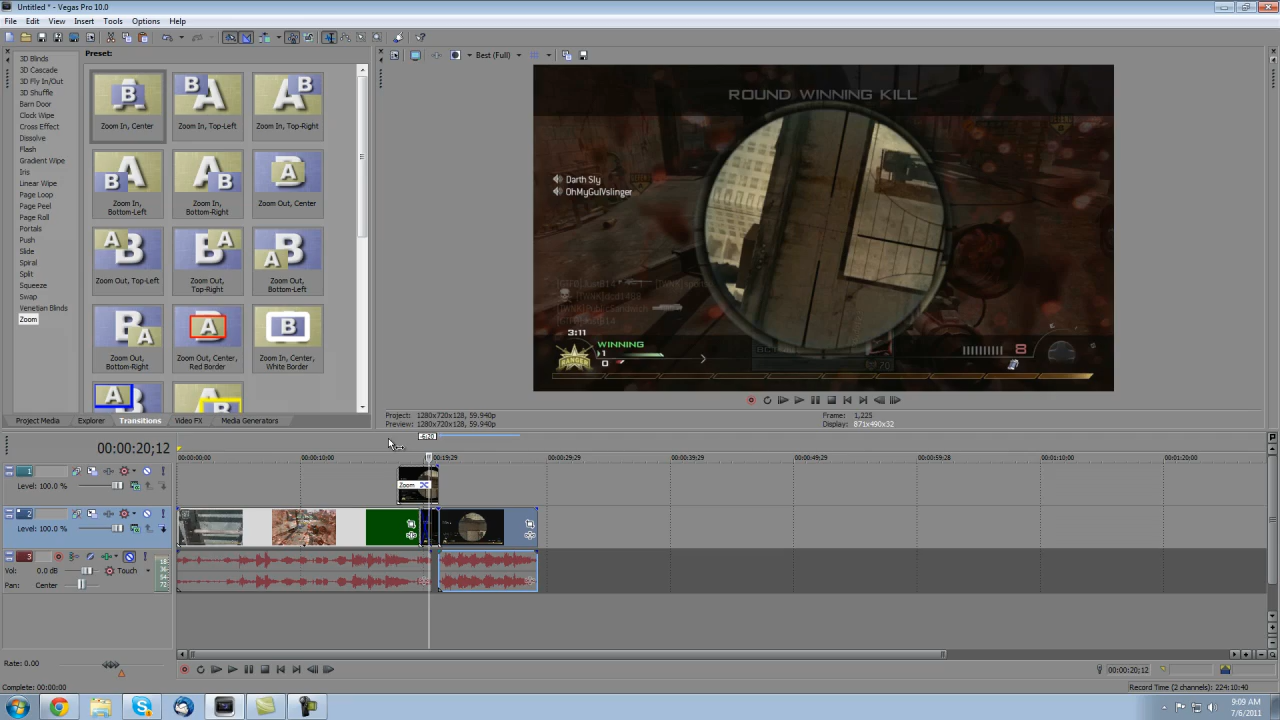 Untitled * - Vegas Pro 10.0
File Edit View Insert Tools Options Help
3D Blinds
3D Cascade
3D Fly In/Out
3D Shuffle
Barn Door
Clock Wipe
Cross Effect
Dissolve
Flash
Gradient Wipe
Iris
Linear Wipe
Page Loop
Page Peel
Page Roll
Portals
Push
Slide
Spiral
Split
Squeeze
Swap
Venetian Blinds
Zoom
Preset:
Zoom In, Center
Zoom In, Top-Left
Zoom In, Top-Right
Zoom In, Bottom-Left
Zoom In, Bottom-Right
Zoom Out, Center
Zoom Out, Top-Left
Zoom Out, Top-Right
Zoom Out, Bottom-Left
Zoom Out, Bottom-Right
Zoom Out, Center, Red Border
Zoom In, Center, White Border
Project Media Explorer Transitions Video FX Media Generators
Best (Full)
ROUND WINNING KILL
Darth Sly
3:11
WINNING
1
0
8
Project: 1280x720x128, 59.940p
Preview: 1280x720x128, 59.940p
Frame: 1,225
Display: 871x490x32
00:00:20;12
00:00:00;00 00:00:10;00 00:00:19;29 00:00:29;29 00:00:39;29 00:00:49;29 00:00:59;28 00:01:10;00 00:01:20;00
1
Level: 100.0 %
Zoom
2
Level: 100.0 %
3
Vol: 0.0 dB Touch
Pan: Center
18
36
54
72
Rate: 0.00
00:00:20;12
Complete: 00:00:00
Record Time (2 channels): 224:10:40
9:09 AM
7/6/2011